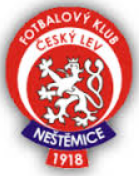 FOTBALOVÝ KLUB
ČESKÝ LEV
NEŠTĚMICE
1918